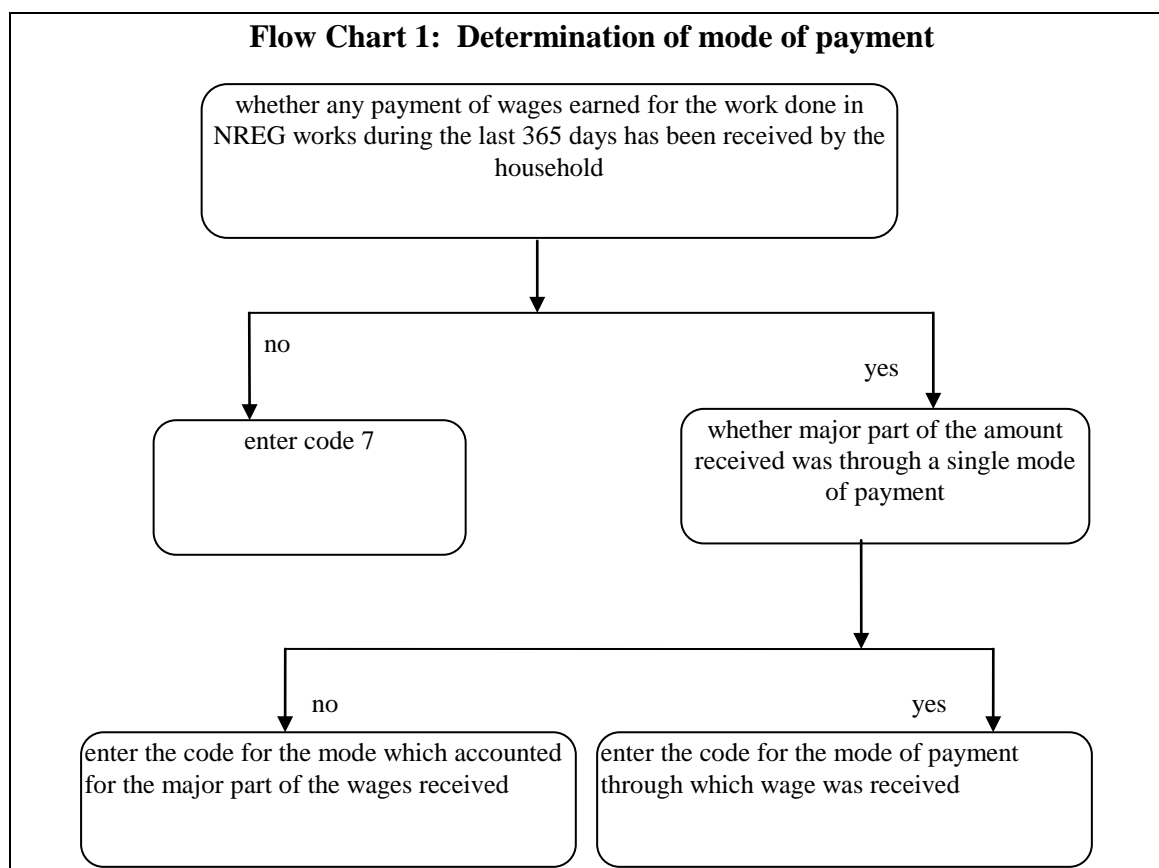 Flow Chart 1: Determination of mode of payment
whether any payment of wages earned for the work done in
NREG works during the last 365 days has been received by the
household
no
yes
enter code 7
whether major part of the amount
received was through a single mode
of payment
no
yes
enter the code for the mode which accounted
for the major part of the wages received
enter the code for the mode of payment
through which wage was received